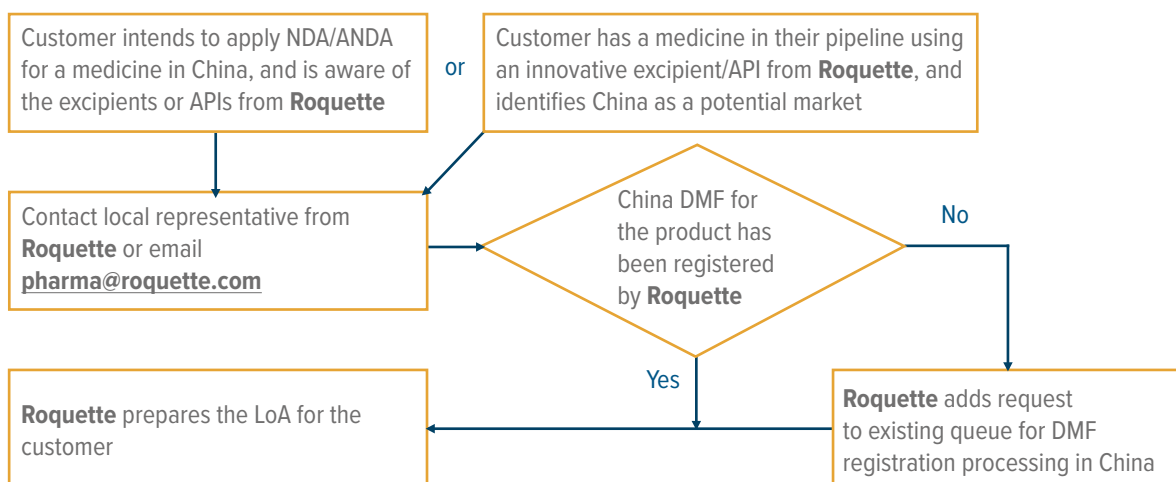 Customer intends to apply NDA/ANDA
for a medicine in China, and is aware of
the excipients or APIs from Roquette
or
Customer has a medicine in their pipeline using
an innovative excipient/API from Roquette, and
identifies China as a potential market
Contact local representative from
Roquette or email
pharma@roquette.com
China DMF for
the product has
been registered
by Roquette
No
Yes
Roquette prepares the LoA for the
customer
Roquette adds request
to existing queue for DMF
registration processing in China